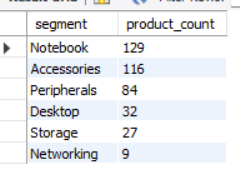 segment product_count
Notebook 129
Accessories 116
Peripherals 84
Desktop 32
Storage 27
Networking 9